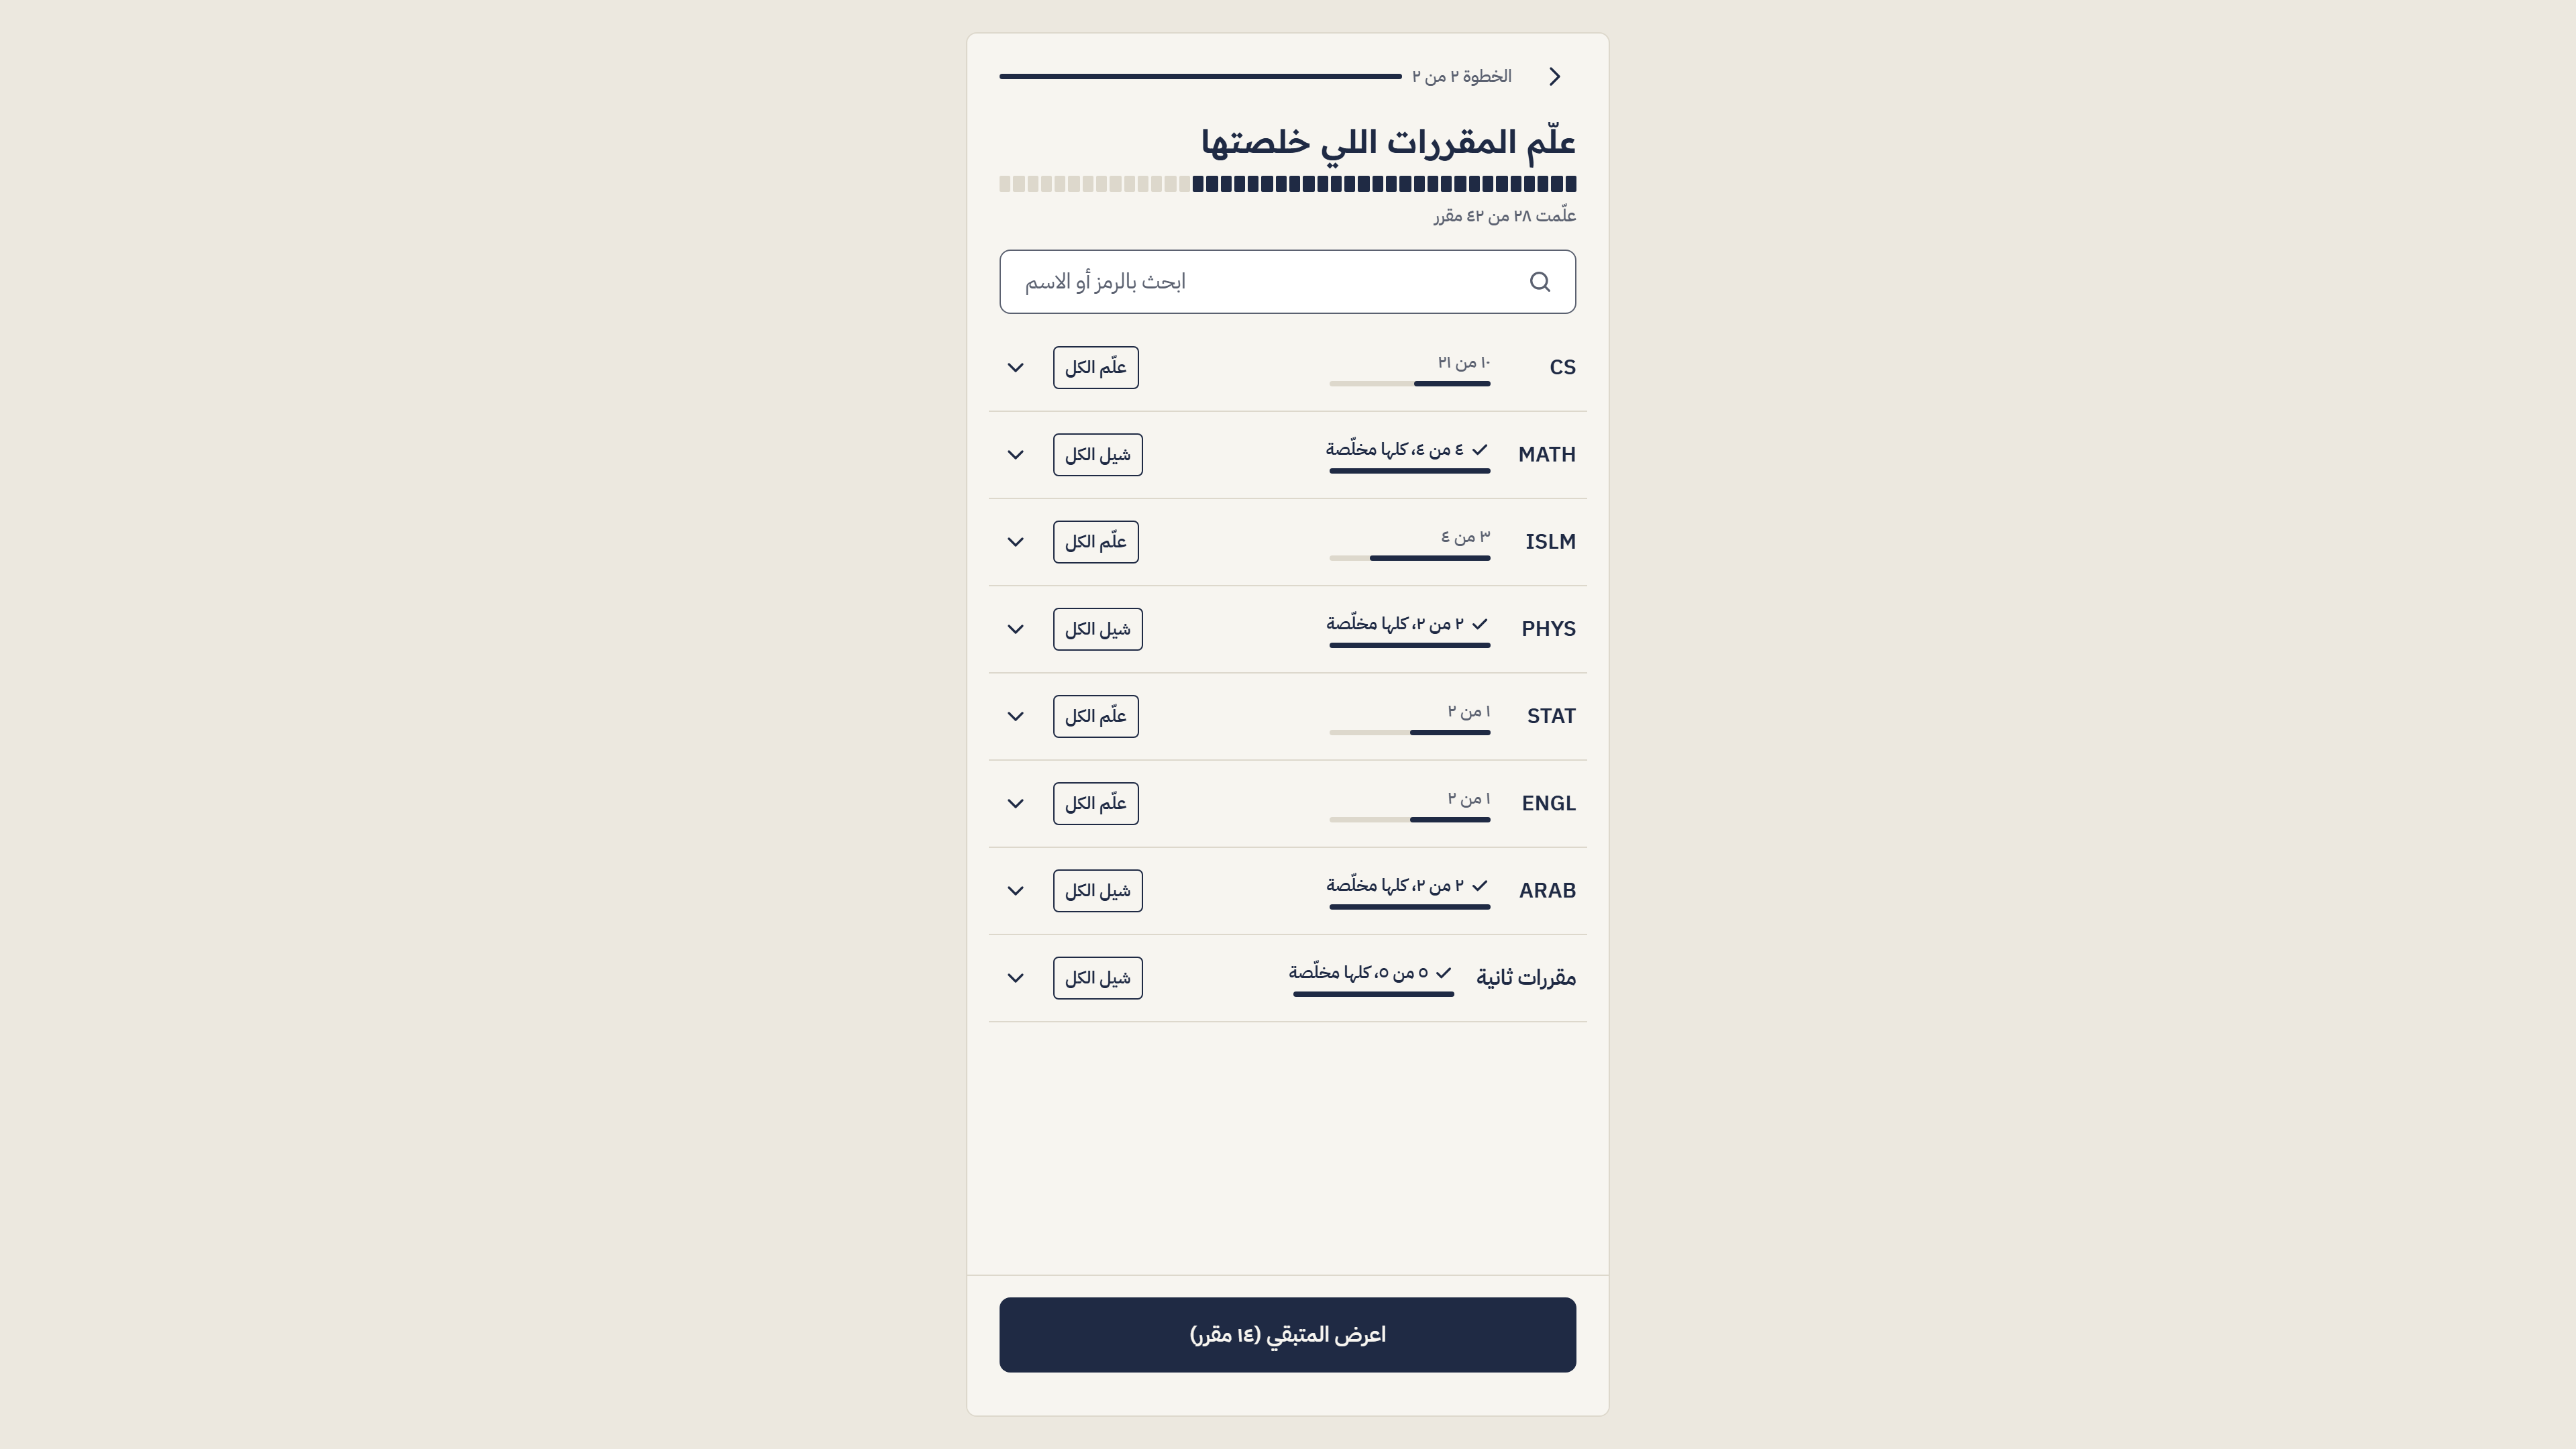 الخطوة ٢ من ٢
علّم المقررات اللي خلصتها
علّمت ٢٨ من ٤٢ مقرر
ابحث بالرمز أو الاسم
CS
١٠ من ٢١
علّم الكل
MATH
٤ من ٤، كلها مخلّصة
شيل الكل
ISLM
٣ من ٤
علّم الكل
PHYS
٢ من ٢، كلها مخلّصة
شيل الكل
STAT
١ من ٢
علّم الكل
ENGL
١ من ٢
علّم الكل
ARAB
٢ من ٢، كلها مخلّصة
شيل الكل
مقررات ثانية
٥ من ٥، كلها مخلّصة
شيل الكل
اعرض المتبقي (١٤ مقرر)